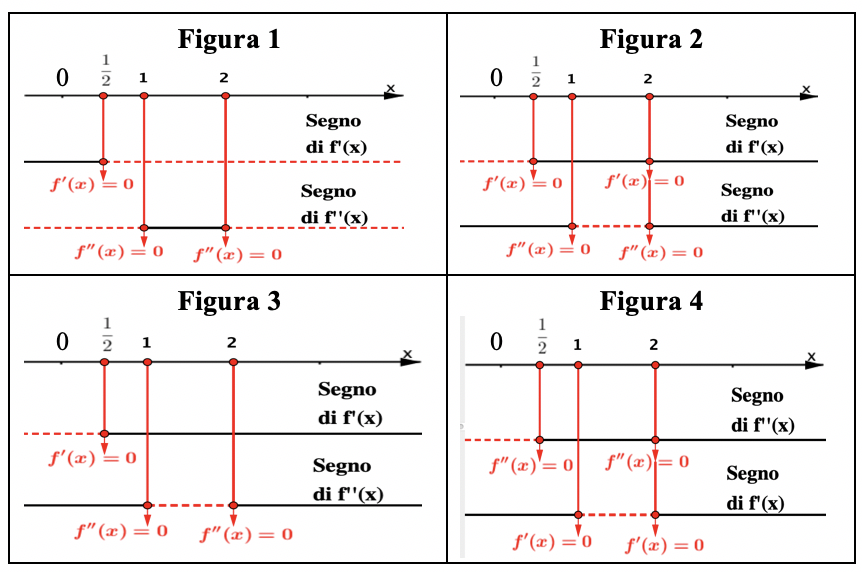 Figura 1
0 1/2 1 2 x
Segno
di f'(x)
f′(x) = 0
Segno
di f''(x)
f″(x) = 0 f″(x) = 0
Figura 2
0 1/2 1 2 x
Segno
di f'(x)
f′(x) = 0 f′(x) = 0
Segno
di f''(x)
f″(x) = 0 f″(x) = 0
Figura 3
0 1/2 1 2 x
Segno
di f'(x)
f′(x) = 0
Segno
di f''(x)
f″(x) = 0 f″(x) = 0
Figura 4
0 1/2 1 2 x
Segno
di f''(x)
f″(x) = 0 f″(x) = 0
Segno
di f'(x)
f′(x) = 0 f′(x) = 0